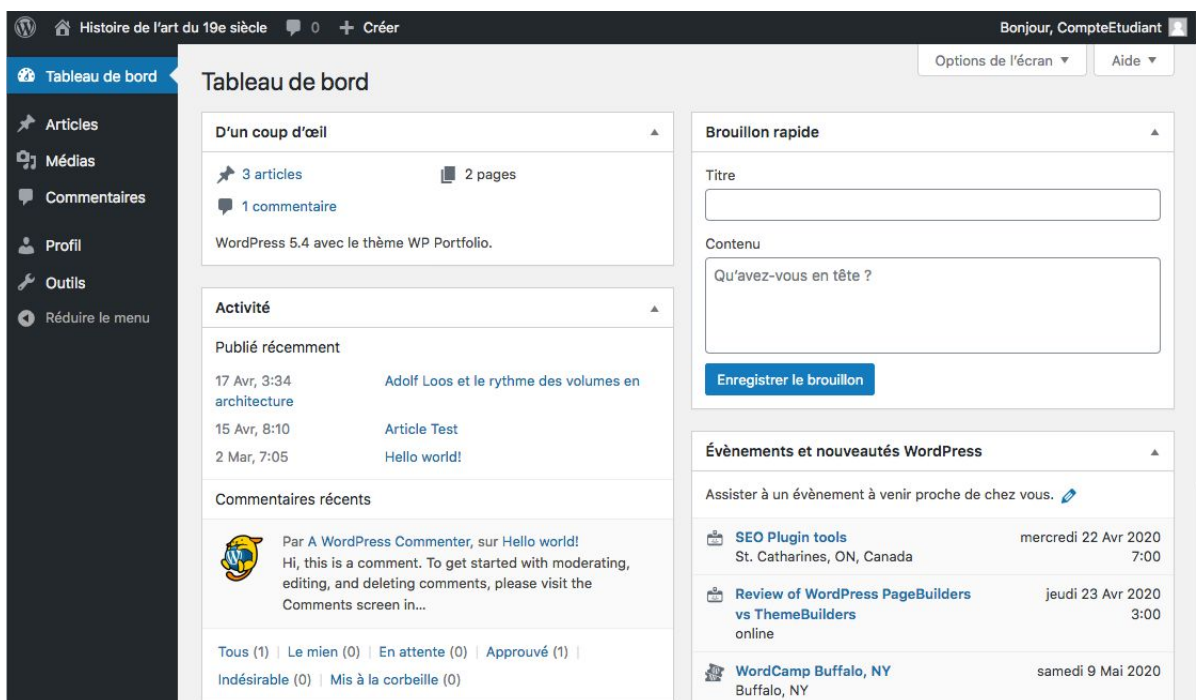 Histoire de l'art du 19e siècle 0 + Créer Bonjour, CompteEtudiant
Options de l'écran ▼ Aide ▼
Tableau de bord
Articles
Médias
Commentaires
Profil
Outils
Réduire le menu
Tableau de bord
D'un coup d'œil
3 articles 2 pages
1 commentaire
WordPress 5.4 avec le thème WP Portfolio.
Activité
Publié récemment
17 Avr, 3:34 Adolf Loos et le rythme des volumes en
architecture
15 Avr, 8:10 Article Test
2 Mar, 7:05 Hello world!
Commentaires récents
Par A WordPress Commenter, sur Hello world!
Hi, this is a comment. To get started with moderating,
editing, and deleting comments, please visit the
Comments screen in…
Tous (1) | Le mien (0) | En attente (0) | Approuvé (1) |
Indésirable (0) | Mis à la corbeille (0)
Brouillon rapide
Titre
Contenu
Qu'avez-vous en tête ?
Enregistrer le brouillon
Évènements et nouveautés WordPress
Assister à un évènement à venir proche de chez vous.
SEO Plugin tools mercredi 22 Avr 2020
St. Catharines, ON, Canada 7:00
Review of WordPress PageBuilders jeudi 23 Avr 2020
vs ThemeBuilders 3:00
online
WordCamp Buffalo, NY samedi 9 Mai 2020
Buffalo, NY